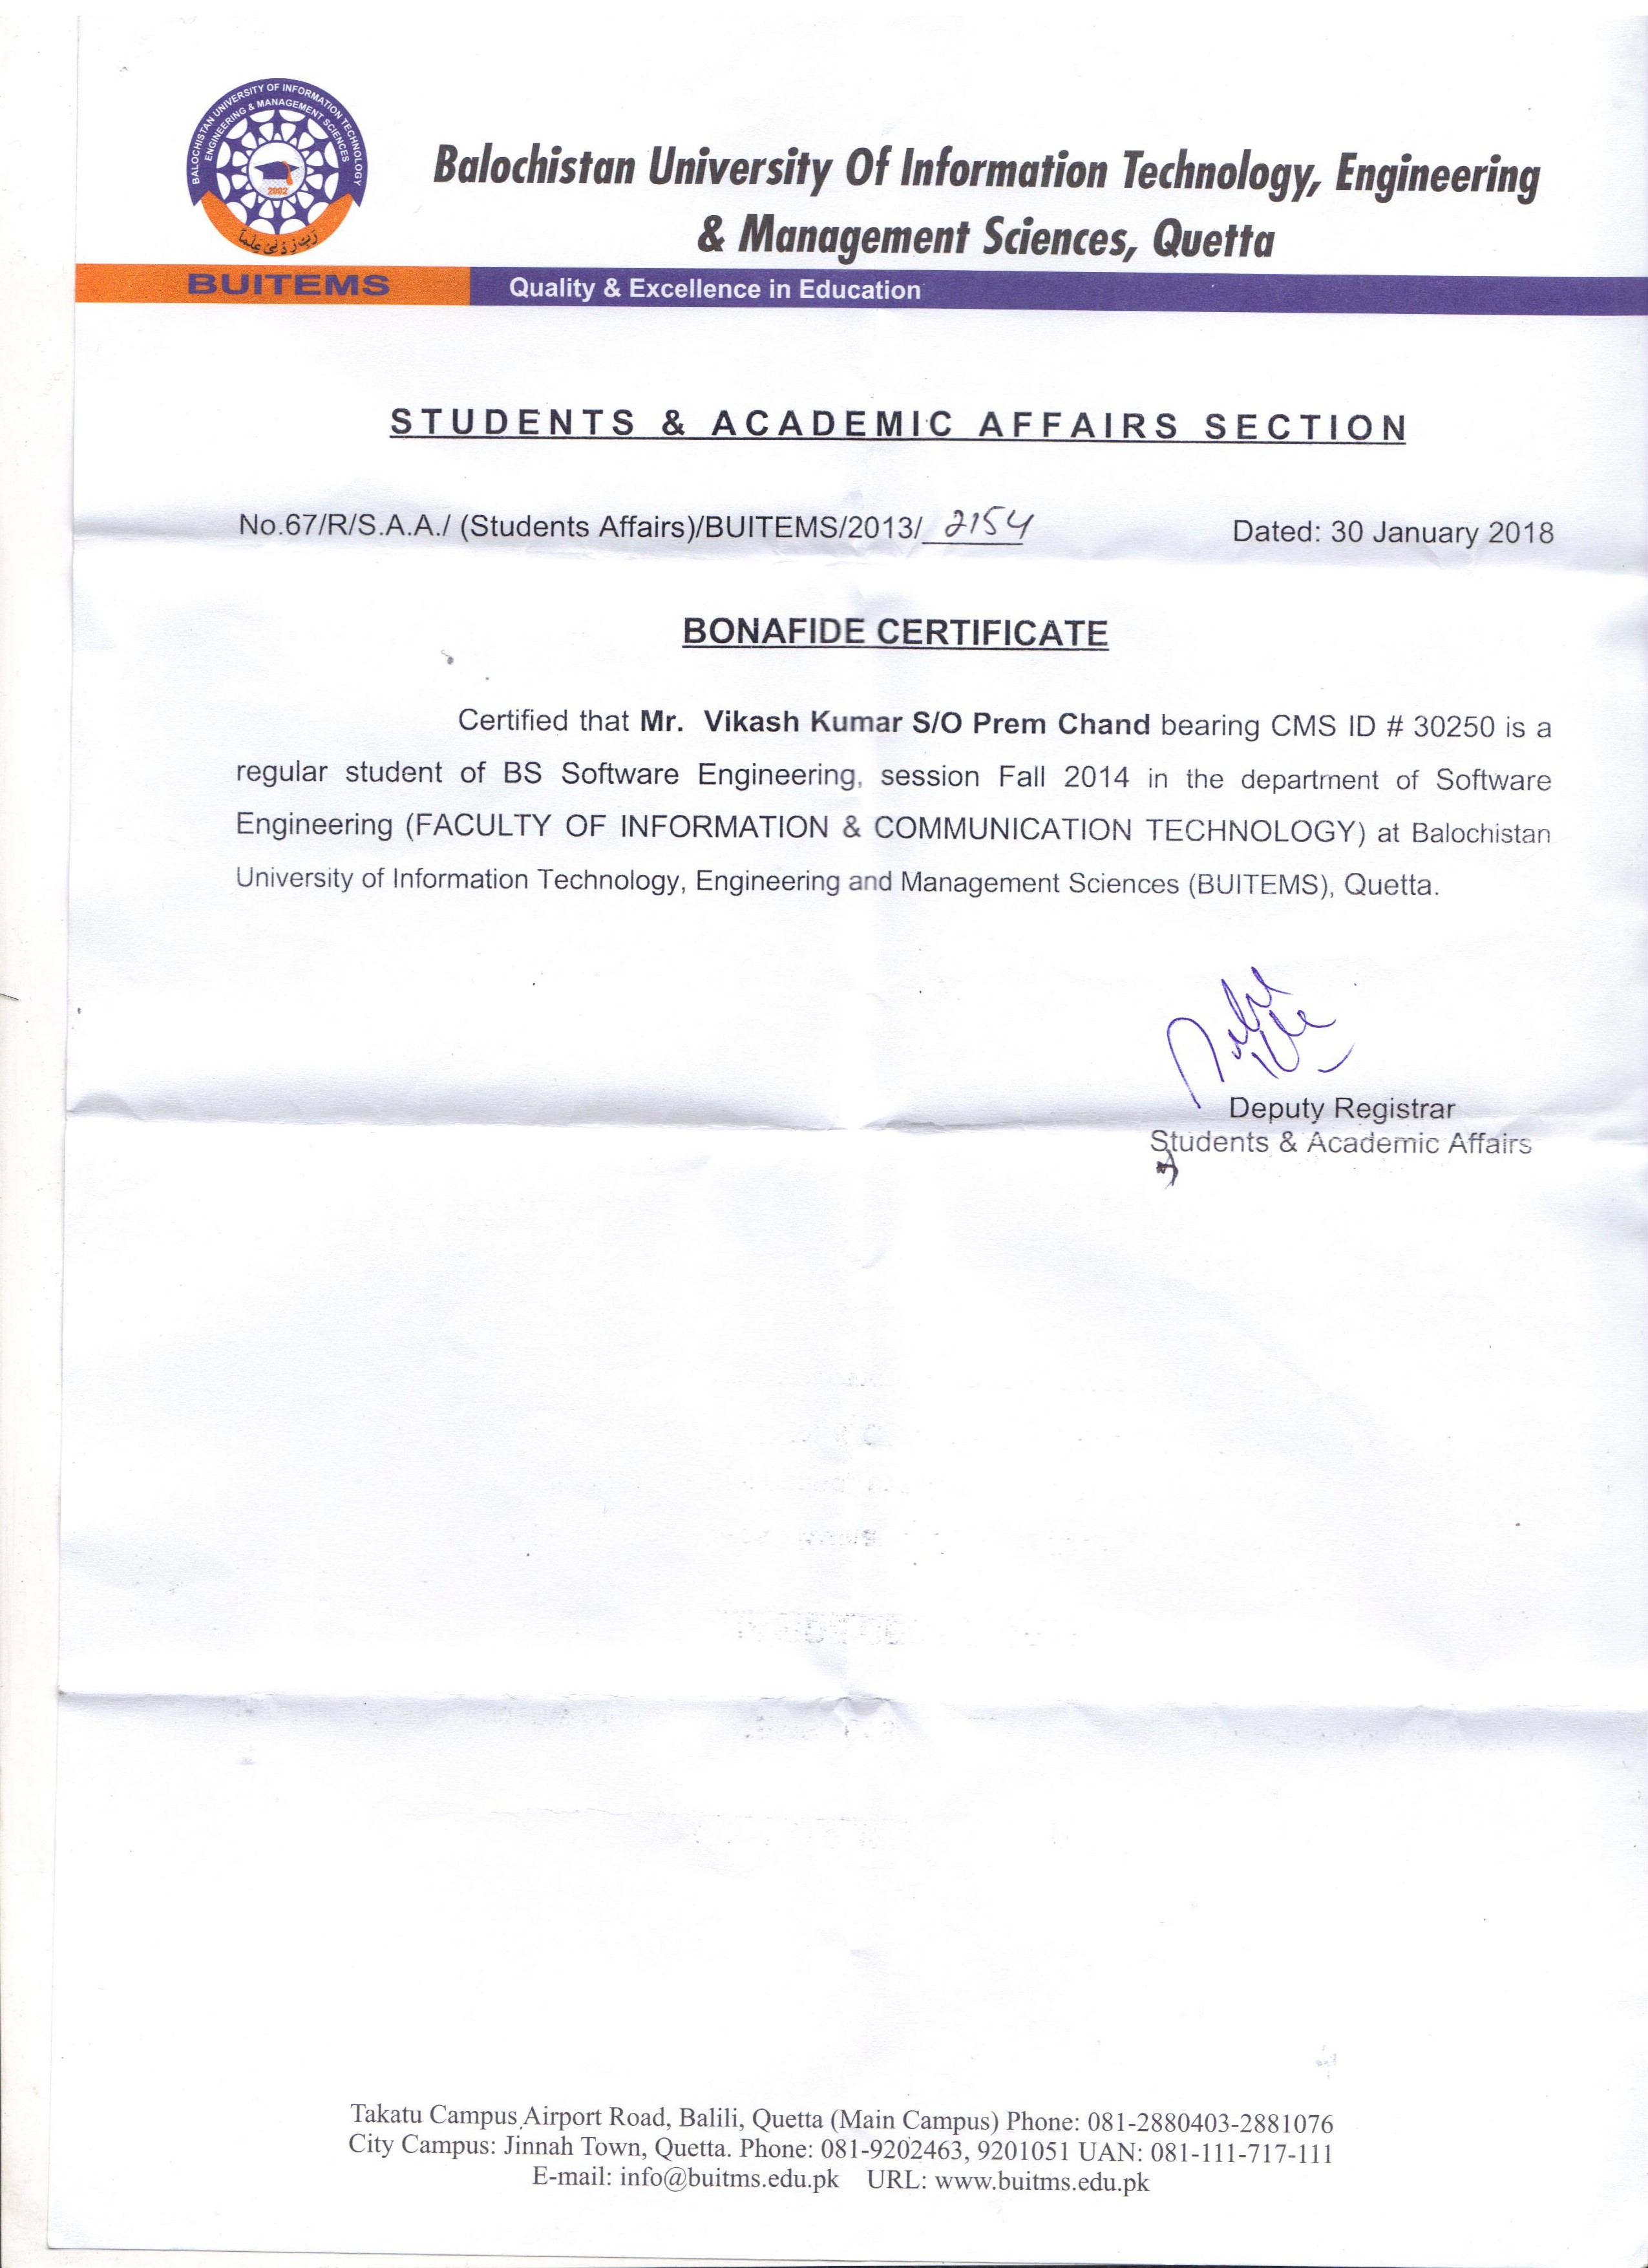 BALOCHISTAN UNIVERSITY OF INFORMATION TECHNOLOGY
ENGINEERING & MANAGEMENT SCIENCES
2002
رَبِّ زِدْنِیْ عِلْماً
BUITEMS
Balochistan University Of Information Technology, Engineering
& Management Sciences, Quetta
Quality & Excellence in Education
STUDENTS & ACADEMIC AFFAIRS SECTION
No.67/R/S.A.A./ (Students Affairs)/BUITEMS/2013/ 2154 Dated: 30 January 2018
BONAFIDE CERTIFICATE
Certified that Mr. Vikash Kumar S/O Prem Chand bearing CMS ID # 30250 is a
regular student of BS Software Engineering, session Fall 2014 in the department of Software
Engineering (FACULTY OF INFORMATION & COMMUNICATION TECHNOLOGY) at Balochistan
University of Information Technology, Engineering and Management Sciences (BUITEMS), Quetta.
Deputy Registrar
Students & Academic Affairs
Takatu Campus Airport Road, Balili, Quetta (Main Campus) Phone: 081-2880403-2881076
City Campus: Jinnah Town, Quetta. Phone: 081-9202463, 9201051 UAN: 081-111-717-111
E-mail: info@buitms.edu.pk URL: www.buitms.edu.pk